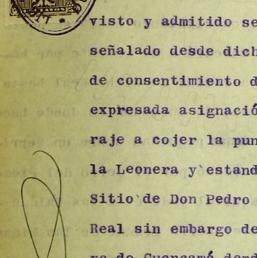 visto y admitido se
señalado desde dich
de consentimiento d
expresada asignació
raje a cojer la pun
la Leonera y estand
Sitio de Don Pedro
Real sin embargo de